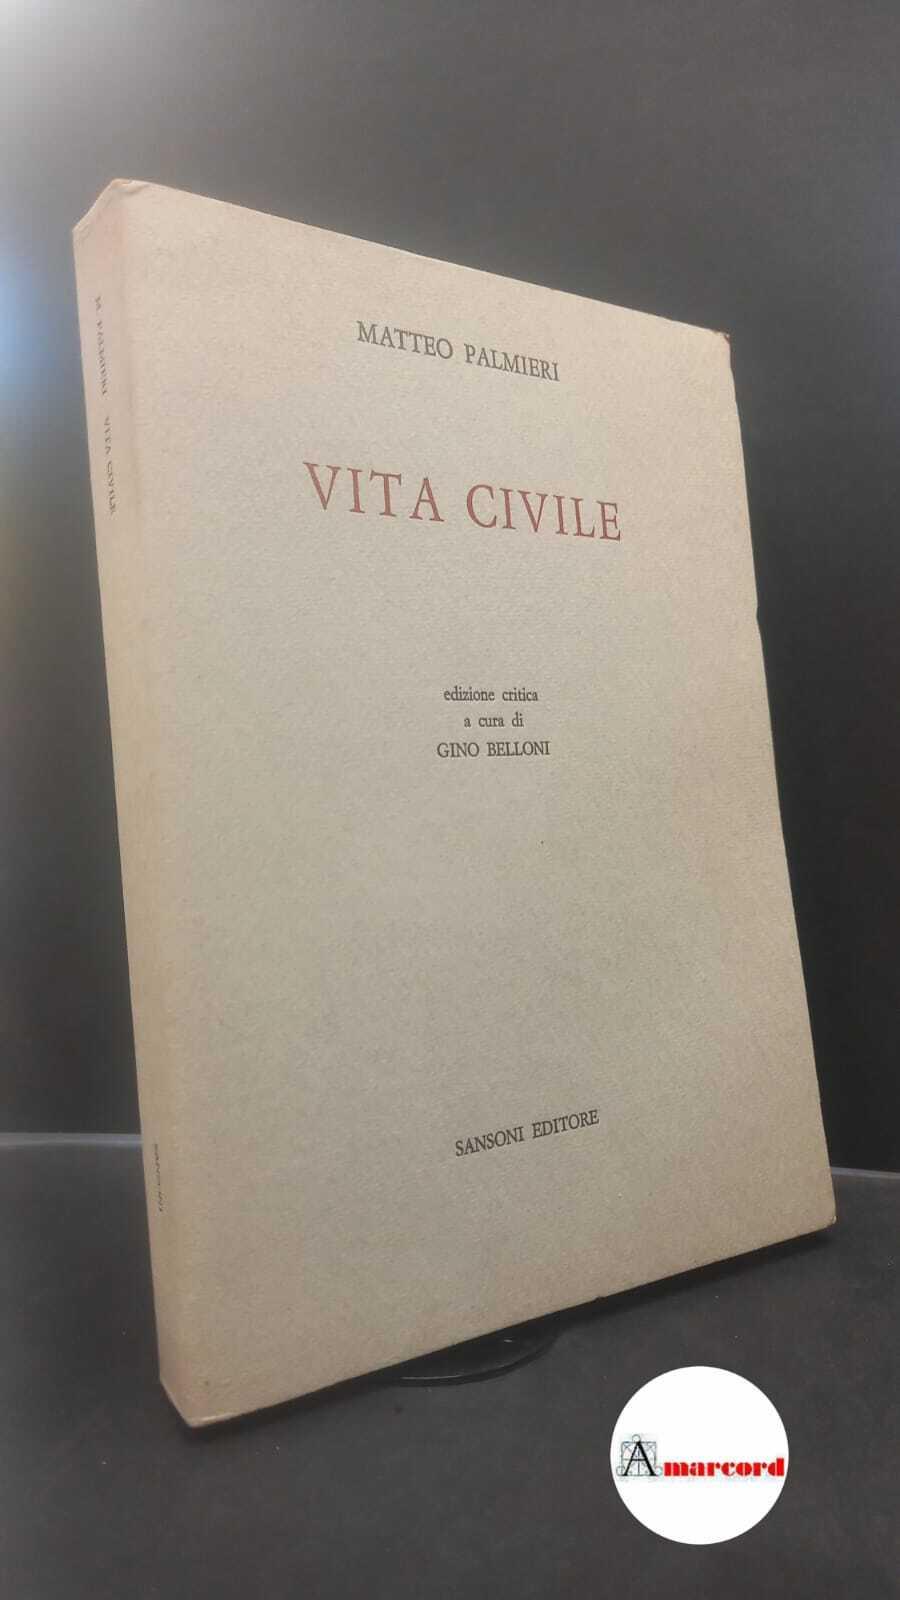 MATTEO PALMIERI
VITA CIVILE
edizione critica
a cura di
GINO BELLONI
SANSONI EDITORE
M. PALMIERI VITA CIVILE
SANSONI
Amarcord